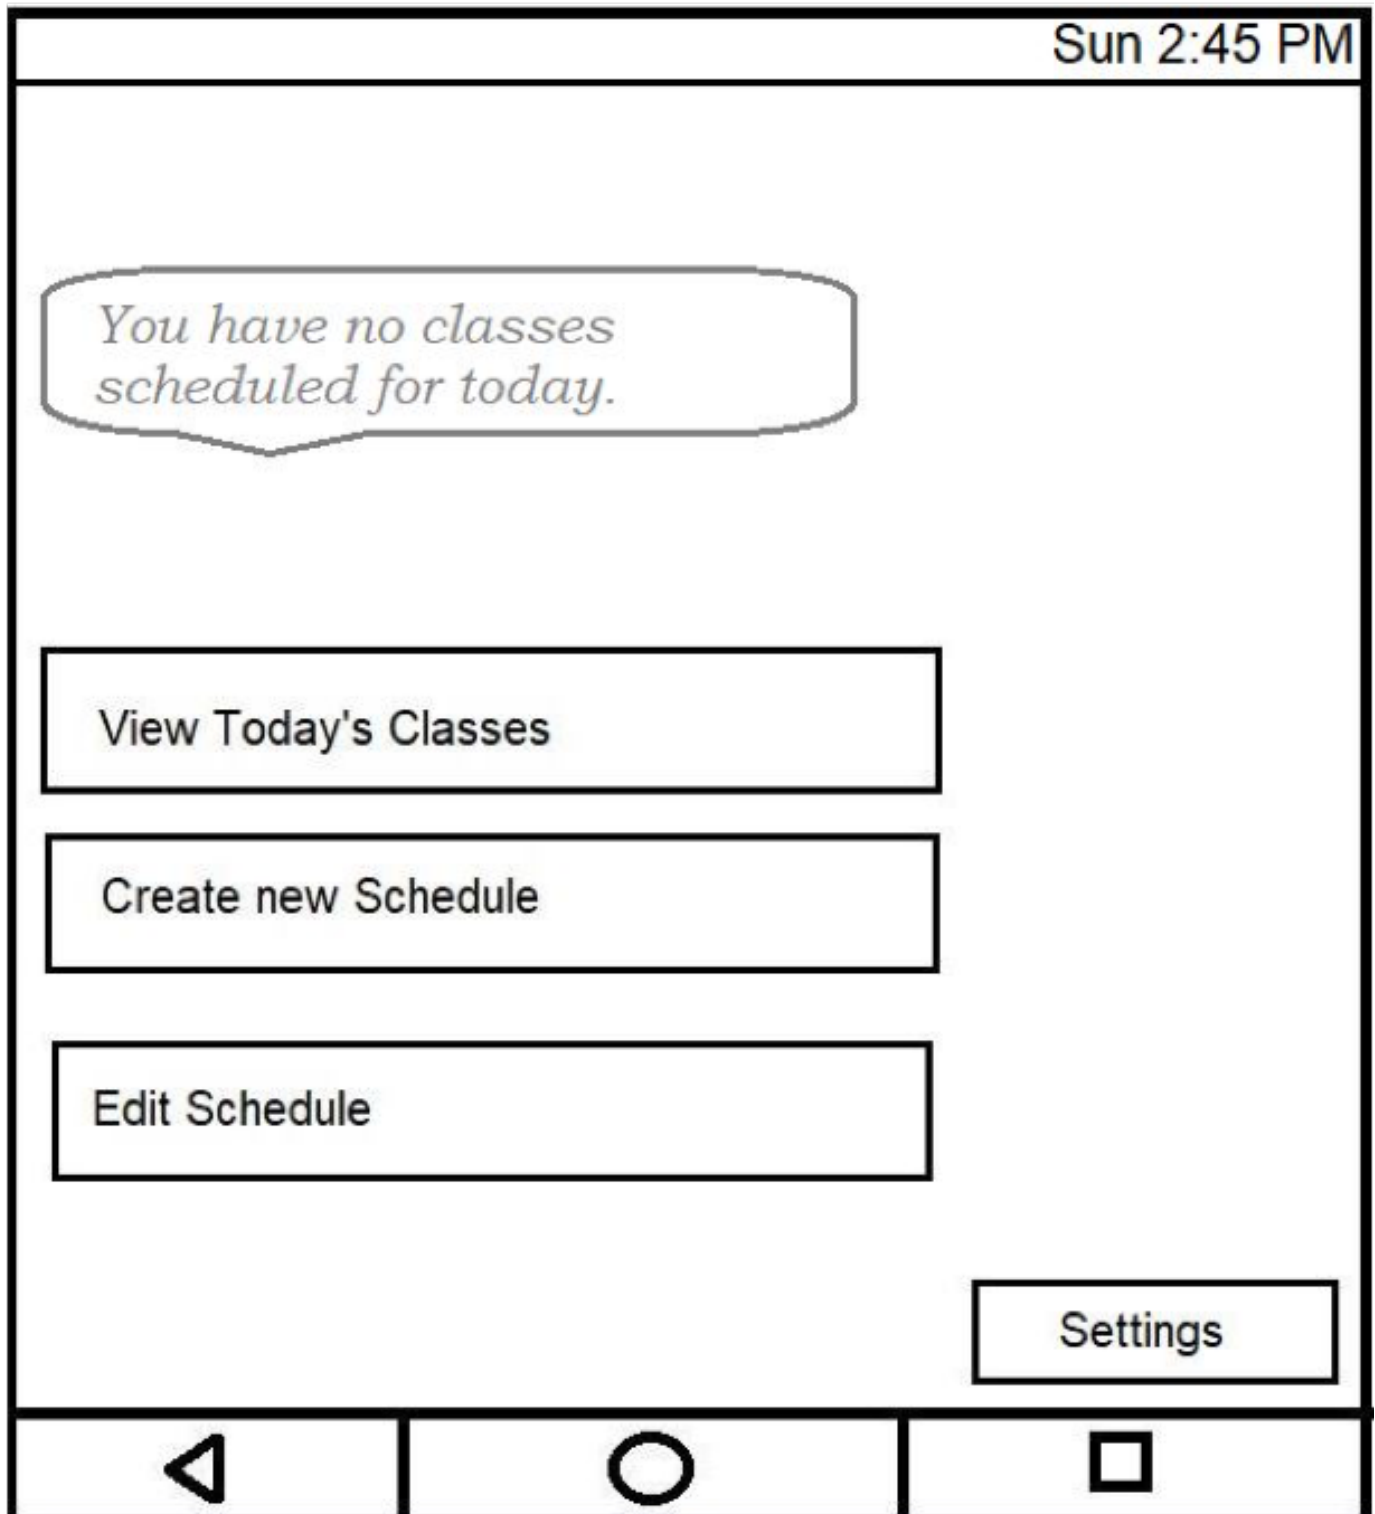 Sun 2:45 PM
You have no classes
scheduled for today.
View Today's Classes
Create new Schedule
Edit Schedule
Settings